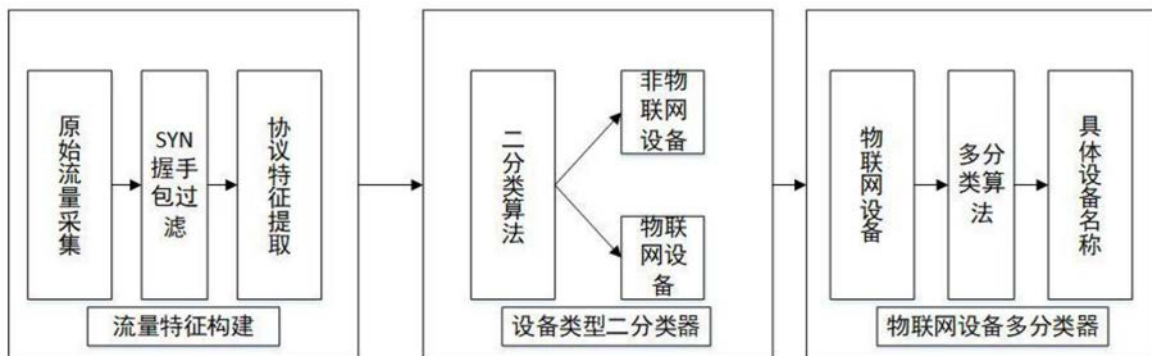 原始流量采集
SYN
握手
包过
滤
协议特征提取
流量特征构建
二分类算法
非物
联网
设备
物联
网设
备
设备类型二分类器
物联网设备
多分
类算
法
具体设备名称
物联网设备多分类器